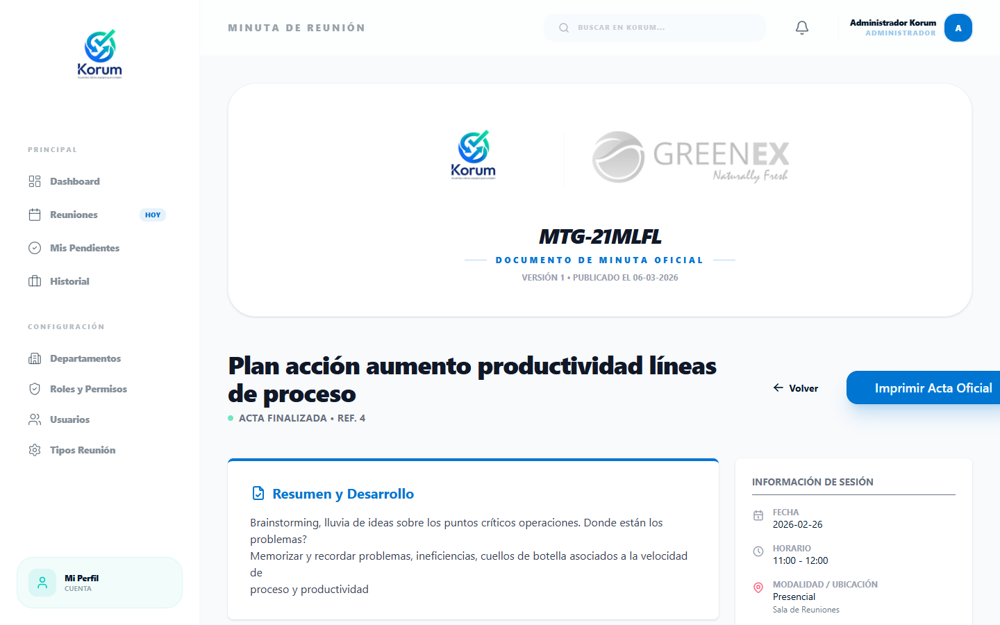 Korum
PRINCIPAL
Dashboard
Reuniones
HOY
Mis Pendientes
Historial
CONFIGURACIÓN
Departamentos
Roles y Permisos
Usuarios
Tipos Reunión
Mi Perfil
CUENTA
MINUTA DE REUNIÓN
BUSCAR EN KORUM...
Administrador Korum
ADMINISTRADOR
A
Korum
GREENEX
Naturally Fresh
MTG-21MLFL
DOCUMENTO DE MINUTA OFICIAL
VERSIÓN 1 • PUBLICADO EL 06-03-2026
Plan acción aumento productividad líneas
de proceso
ACTA FINALIZADA • REF. 4
Volver
Imprimir Acta Oficial
Resumen y Desarrollo
Brainstorming, lluvia de ideas sobre los puntos críticos operaciones. Donde están los
problemas?
Memorizar y recordar problemas, ineficiencias, cuellos de botella asociados a la velocidad
de
proceso y productividad
INFORMACIÓN DE SESIÓN
FECHA
2026-02-26
HORARIO
11:00 - 12:00
MODALIDAD / UBICACIÓN
Presencial
Sala de Reuniones